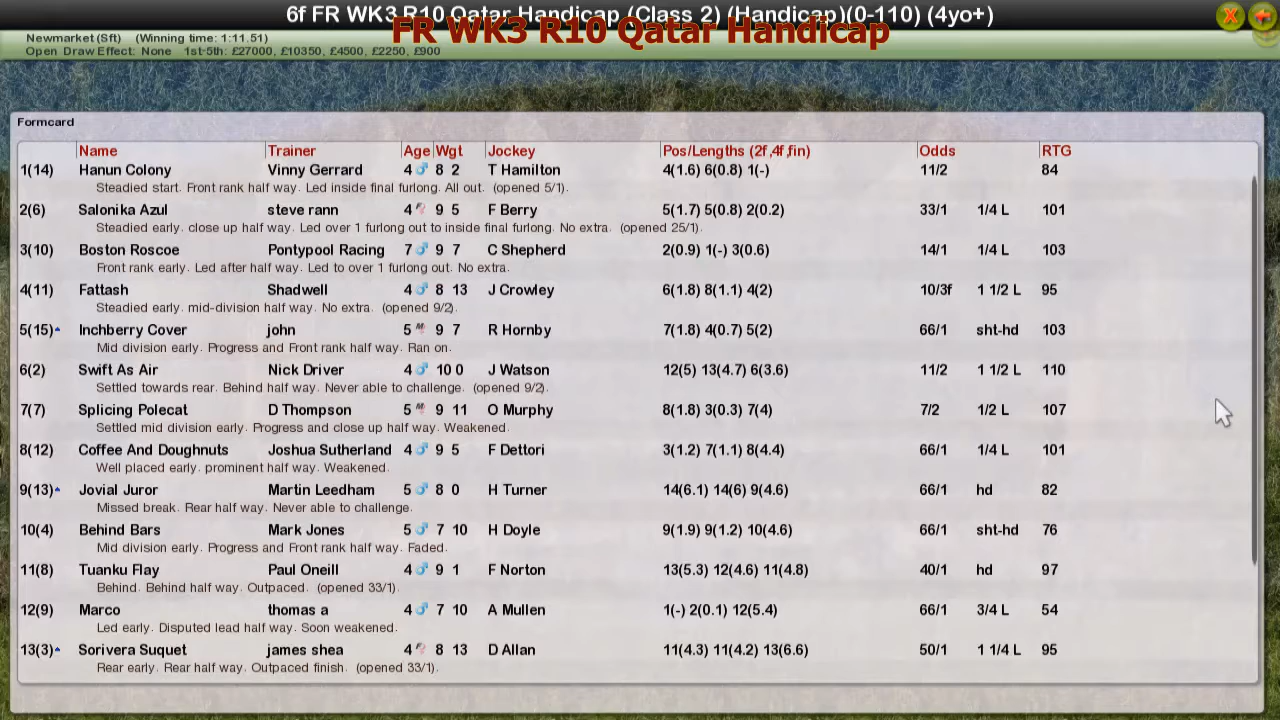 6f FR WK3 R10 Qatar Handicap (Class 2) (Handicap)(0-110) (4yo+)
FR WK3 R10 Qatar Handicap
Newmarket (Sft) (Winning time: 1:11.51)
Open Draw Effect: None 1st-5th: £27000, £10350, £4500, £2250, £900
Formcard
Name Trainer Age Wgt Jockey Pos/Lengths (2f,4f,fin) Odds RTG
1(14) Hanun Colony Vinny Gerrard 4 8 2 T Hamilton 4(1.6) 6(0.8) 1(-) 11/2 84
Steadied start. Front rank half way. Led inside final furlong. All out. (opened 5/1).
2(6) Salonika Azul steve rann 4 9 5 F Berry 5(1.7) 5(0.8) 2(0.2) 33/1 1/4 L 101
Steadied early. close up half way. Led over 1 furlong out to inside final furlong. No extra. (opened 25/1).
3(10) Boston Roscoe Pontypool Racing 7 9 7 C Shepherd 2(0.9) 1(-) 3(0.6) 14/1 1/4 L 103
Front rank early. Led after half way. Led to over 1 furlong out. No extra.
4(11) Fattash Shadwell 4 8 13 J Crowley 6(1.8) 8(1.1) 4(2) 10/3f 1 1/2 L 95
Steadied early. mid-division half way. No extra. (opened 9/2).
5(15) Inchberry Cover john 5 9 7 R Hornby 7(1.8) 4(0.7) 5(2) 66/1 sht-hd 103
Mid division early. Progress and Front rank half way. Ran on.
6(2) Swift As Air Nick Driver 4 10 0 J Watson 12(5) 13(4.7) 6(3.6) 11/2 1 1/2 L 110
Settled towards rear. Behind half way. Never able to challenge. (opened 9/2).
7(7) Splicing Polecat D Thompson 5 9 11 O Murphy 8(1.8) 3(0.3) 7(4) 7/2 1/2 L 107
Settled mid division early. Progress and close up half way. Weakened.
8(12) Coffee And Doughnuts Joshua Sutherland 4 9 5 F Dettori 3(1.2) 7(1.1) 8(4.4) 66/1 1/4 L 101
Well placed early. prominent half way. Weakened.
9(13) Jovial Juror Martin Leedham 5 8 0 H Turner 14(6.1) 14(6) 9(4.6) 66/1 hd 82
Missed break. Rear half way. Never able to challenge.
10(4) Behind Bars Mark Jones 5 7 10 H Doyle 9(1.9) 9(1.2) 10(4.6) 66/1 sht-hd 76
Mid division early. Progress and Front rank half way. Faded.
11(8) Tuanku Flay Paul Oneill 4 9 1 F Norton 13(5.3) 12(4.6) 11(4.8) 40/1 hd 97
Behind. Behind half way. Outpaced. (opened 33/1).
12(9) Marco thomas a 4 7 10 A Mullen 1(-) 2(0.1) 12(5.4) 66/1 3/4 L 54
Led early. Disputed lead half way. Soon weakened.
13(3) Sorivera Suquet james shea 4 8 13 D Allan 11(4.3) 11(4.2) 13(6.6) 50/1 1 1/4 L 95
Rear early. Rear half way. Outpaced finish. (opened 33/1).